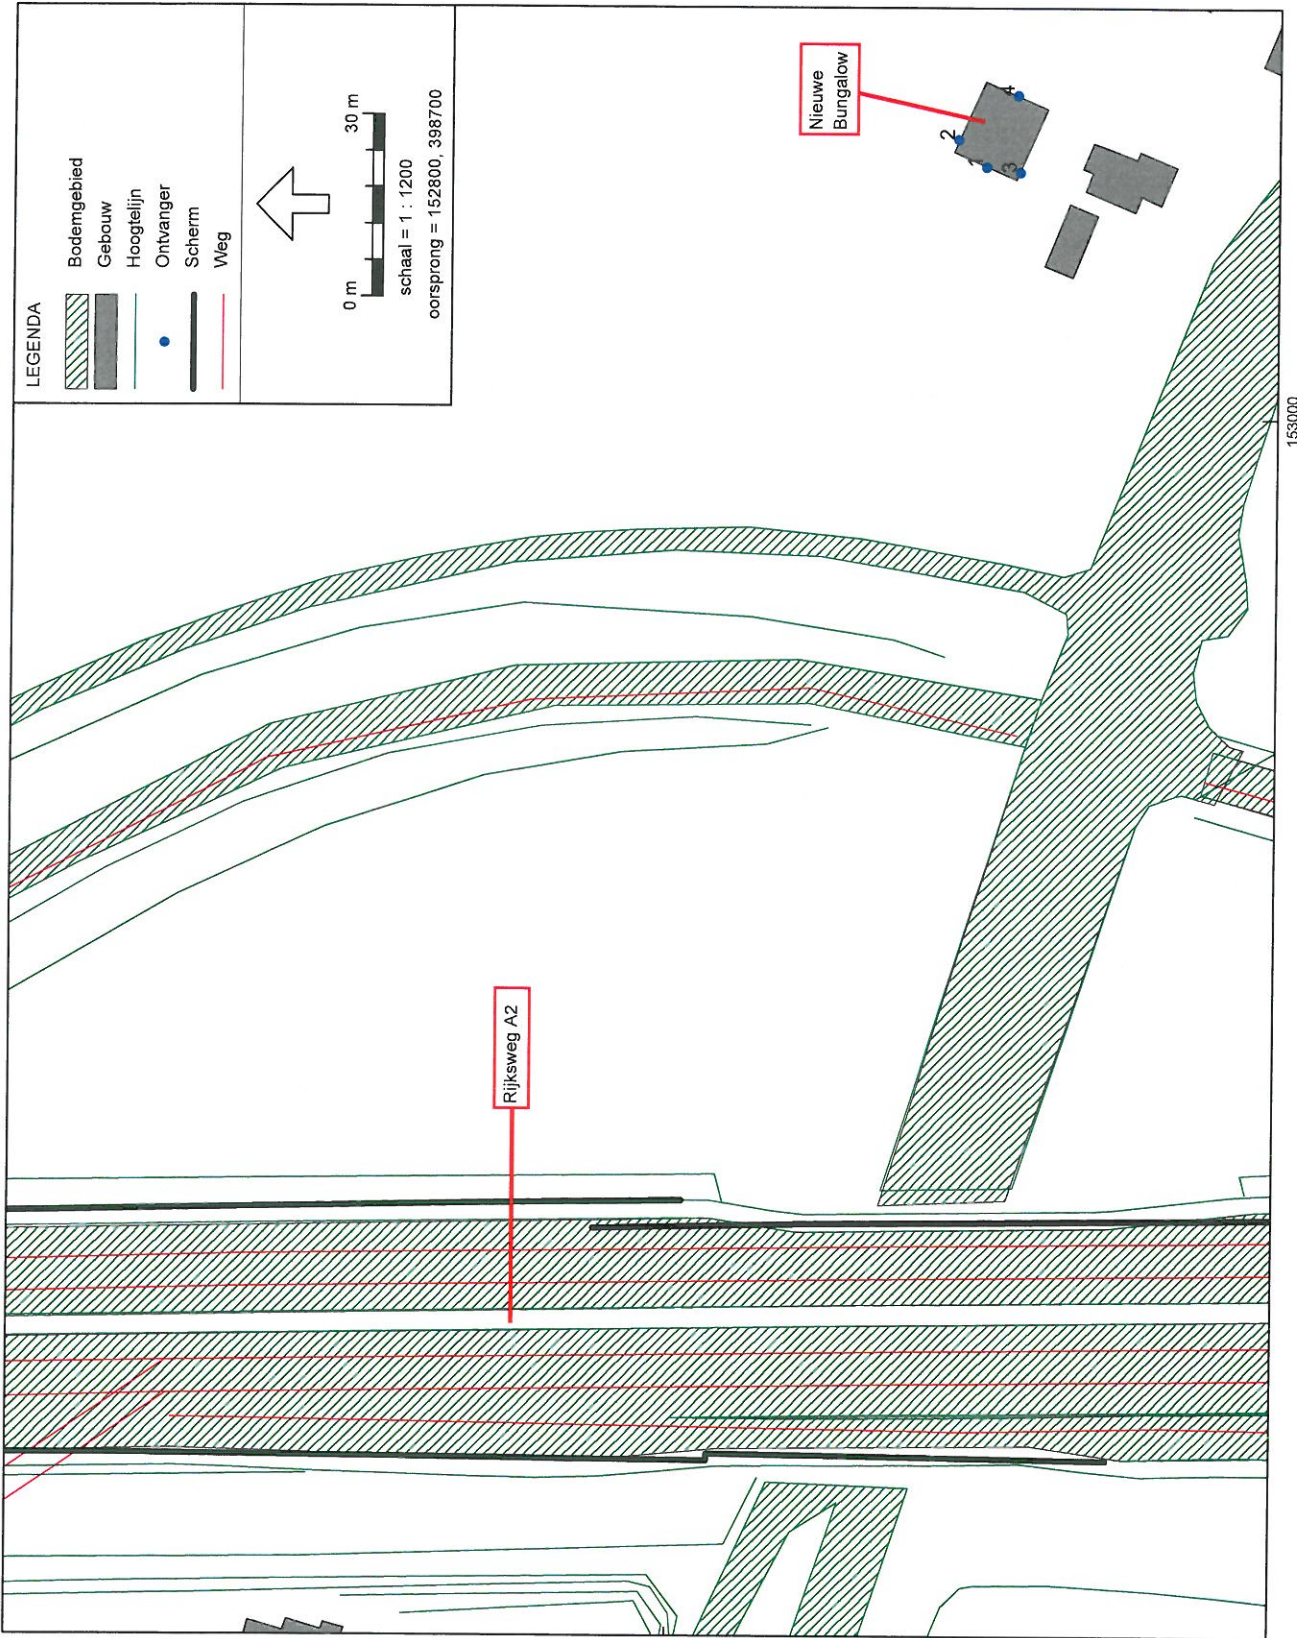 LEGENDA
Bodemgebied
Gebouw
Hoogtelijn
Ontvanger
Scherm
Weg
0 m
30 m
schaal = 1 : 1200
oorsprong = 152800, 398700
Nieuwe
Bungalow
2
1
3
4
Rijksweg A2
153000